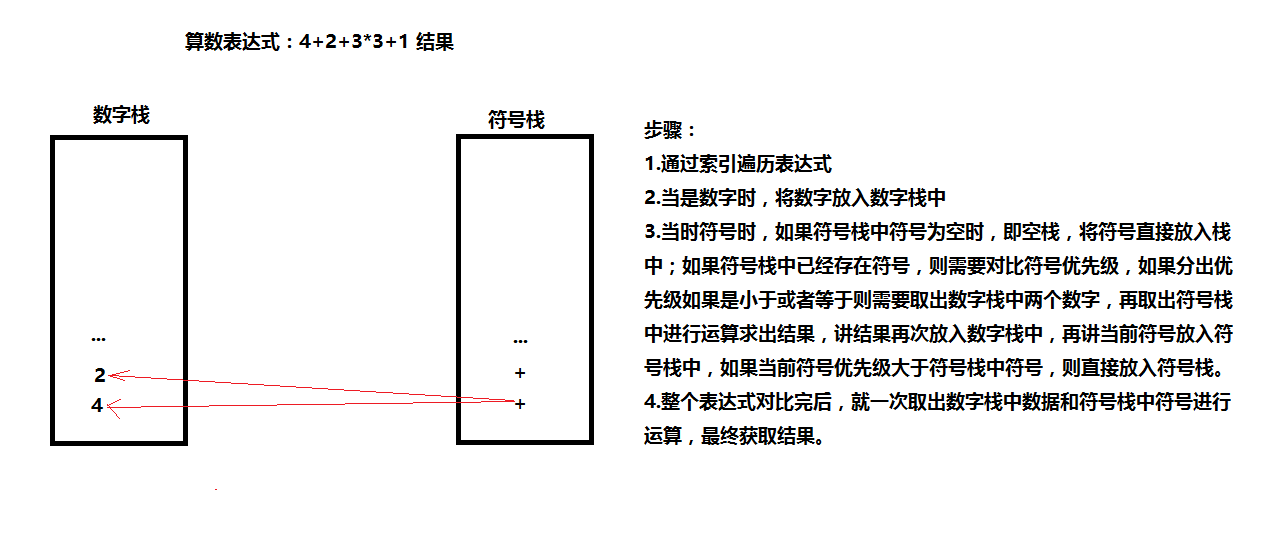 算数表达式：4+2+3*3+1 结果
数字栈
符号栈
...
2
4
...
+
+
步骤：
1.通过索引遍历表达式
2.当是数字时，将数字放入数字栈中
3.当时符号时，如果符号栈中符号为空时，即空栈，将符号直接放入栈
中；如果符号栈中已经存在符号，则需要对比符号优先级，如果分出优
先级如果是小于或者等于则需要取出数字栈中两个数字，再取出符号栈
中进行运算求出结果，讲结果再次放入数字栈中，再讲当前符号放入符
号栈中，如果当前符号优先级大于符号栈中符号，则直接放入符号栈。
4.整个表达式对比完后，就一次取出数字栈中数据和符号栈中符号进行
运算，最终获取结果。